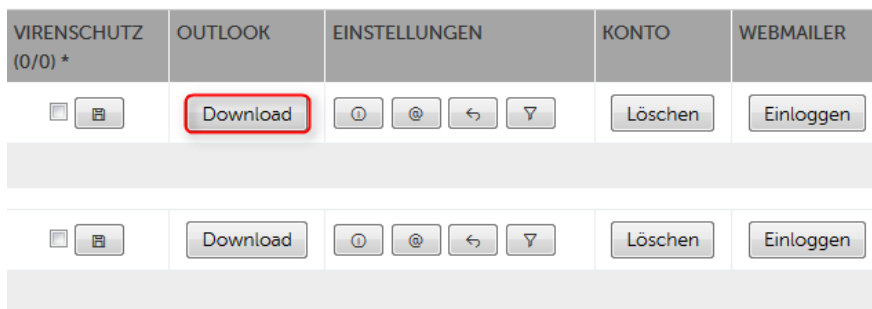 VIRENSCHUTZ (0/0) * OUTLOOK EINSTELLUNGEN KONTO WEBMAILER
Download @ Löschen Einloggen
Download @ Löschen Einloggen